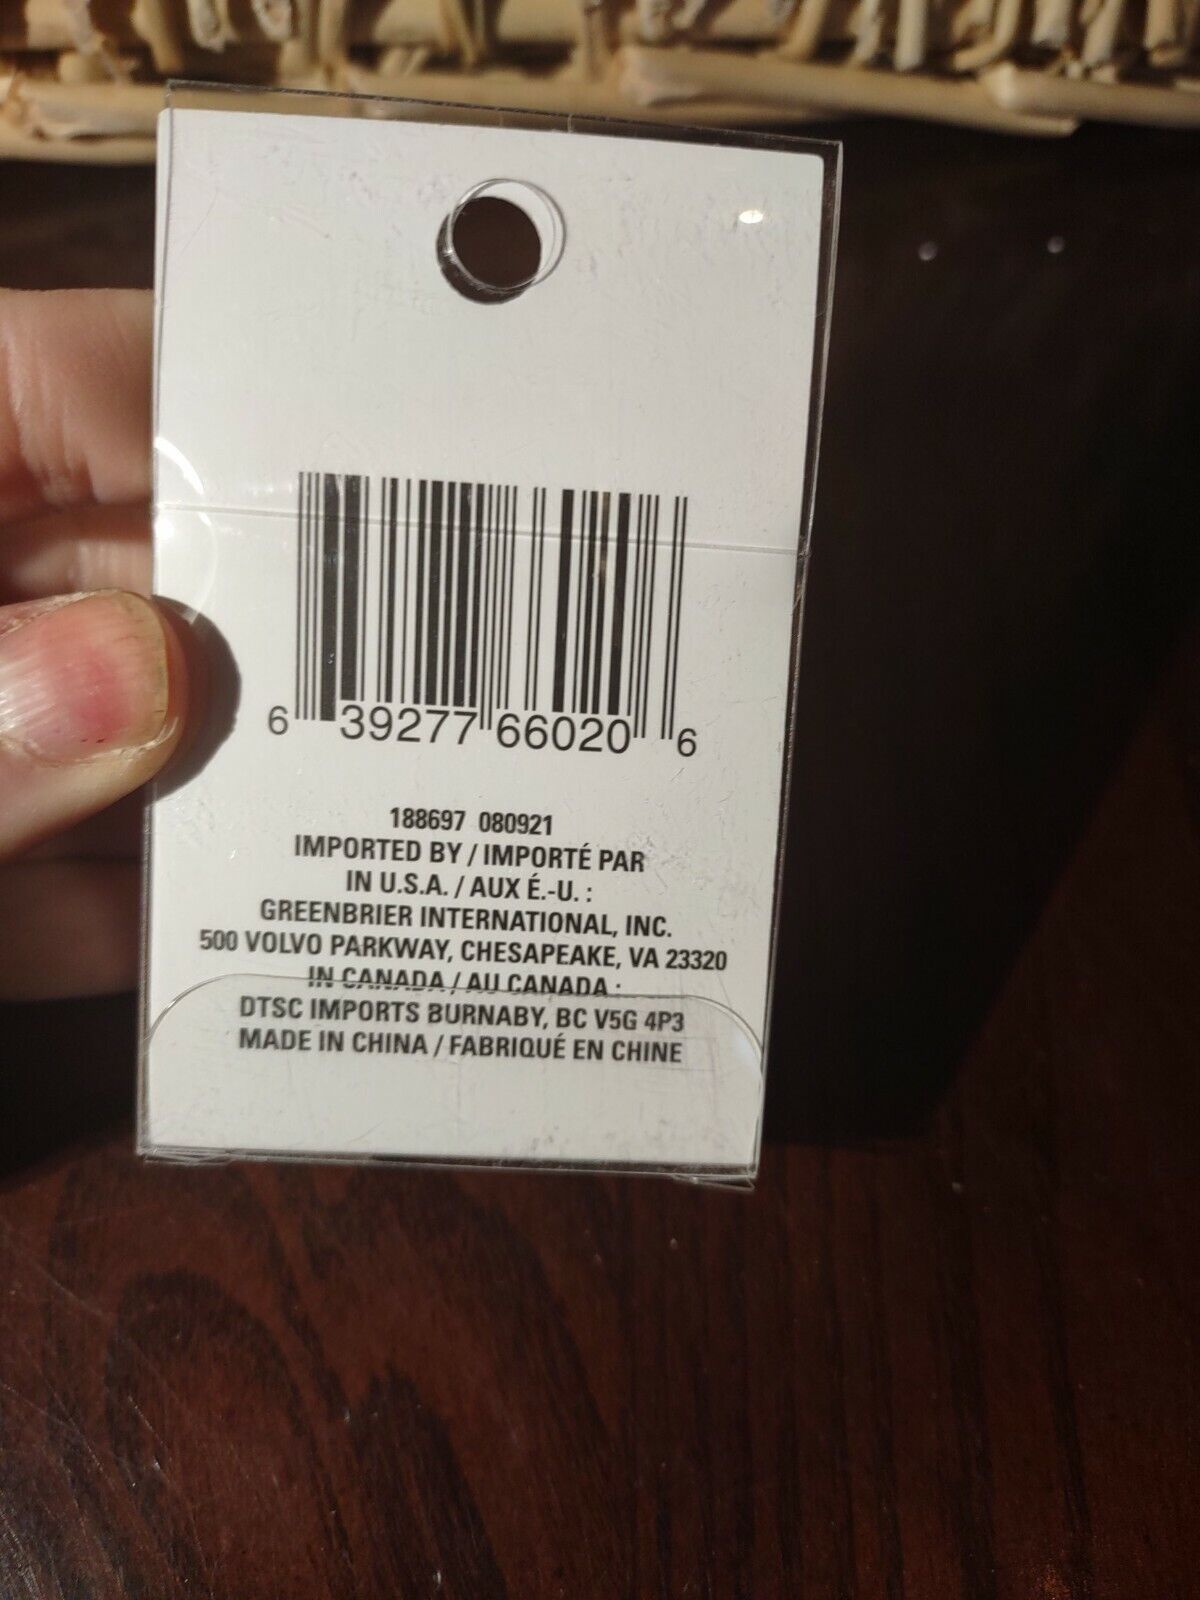 6 39277 66020 6
188697 080921
IMPORTED BY / IMPORTÉ PAR
IN U.S.A. / AUX É.-U. :
GREENBRIER INTERNATIONAL, INC.
500 VOLVO PARKWAY, CHESAPEAKE, VA 23320
IN CANADA / AU CANADA :
DTSC IMPORTS BURNABY, BC V5G 4P3
MADE IN CHINA / FABRIQUÉ EN CHINE